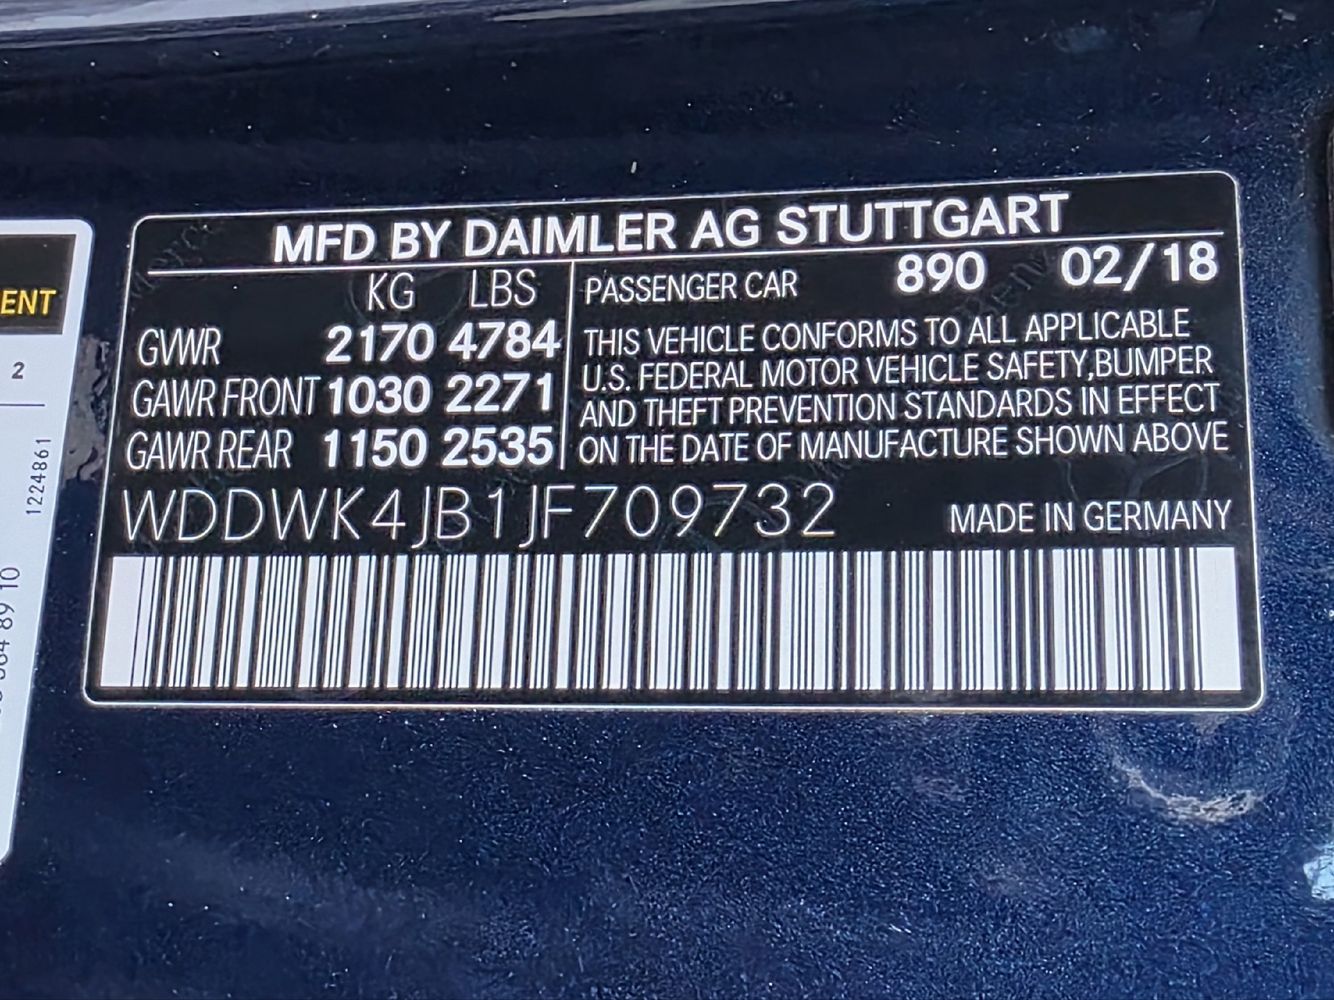 MFD BY DAIMLER AG STUTTGART
KG LBS
GVWR 2170 4784
GAWR FRONT 1030 2271
GAWR REAR 1150 2535
PASSENGER CAR 890 02/18
THIS VEHICLE CONFORMS TO ALL APPLICABLE
U.S. FEDERAL MOTOR VEHICLE SAFETY,BUMPER
AND THEFT PREVENTION STANDARDS IN EFFECT
ON THE DATE OF MANUFACTURE SHOWN ABOVE
WDDWK4JB1JF709732 MADE IN GERMANY
ENT
2
1224861
89 10